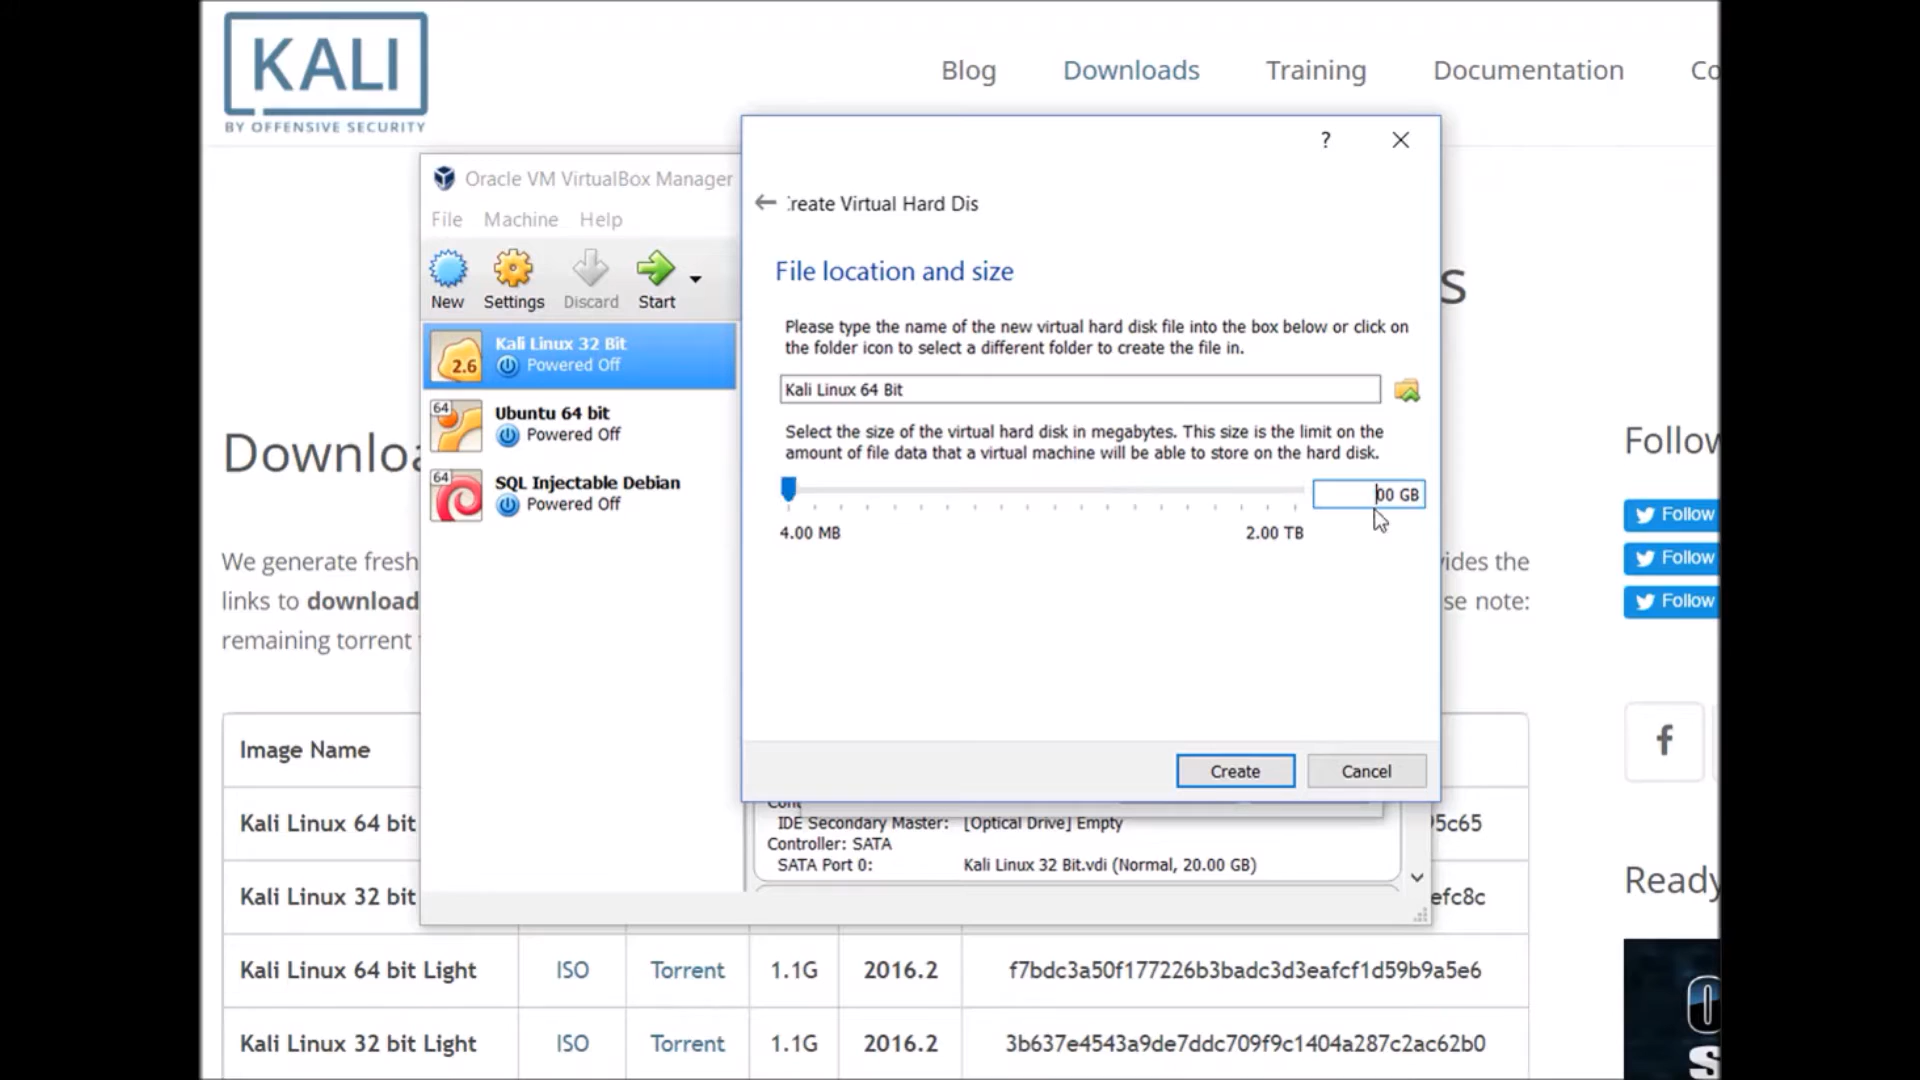 KALI
BY OFFENSIVE SECURITY
Blog
Downloads
Training
Documentation
Co
?
Oracle VM VirtualBox Manager
File
Machine
Help
New
Settings
Discard
Start
Kali Linux 32 Bit
Powered Off
2.6
64
Ubuntu 64 bit
Powered Off
64
SQL Injectable Debian
Powered Off
reate Virtual Hard Dis
File location and size
Please type the name of the new virtual hard disk file into the box below or click on
the folder icon to select a different folder to create the file in.
Kali Linux 64 Bit
Select the size of the virtual hard disk in megabytes. This size is the limit on the
amount of file data that a virtual machine will be able to store on the hard disk.
00 GB
4.00 MB
2.00 TB
Create
Cancel
Cont
IDE Secondary Master: [Optical Drive] Empty
Controller: SATA
SATA Port 0: Kali Linux 32 Bit.vdi (Normal, 20.00 GB)
s
Downloa
Follow
Follow
Follow
Follow
We generate fresh
ides the
links to download
se note:
remaining torrent
Image Name
Kali Linux 64 bit
5c65
Kali Linux 32 bit
efc8c
Ready
Kali Linux 64 bit Light ISO Torrent 1.1G 2016.2 f7bdc3a50f177226b3badc3d3eafcf1d59b9a5e6
Kali Linux 32 bit Light ISO Torrent 1.1G 2016.2 3b637e4543a9de7ddc709f9c1404a287c2ac62b0
O
S